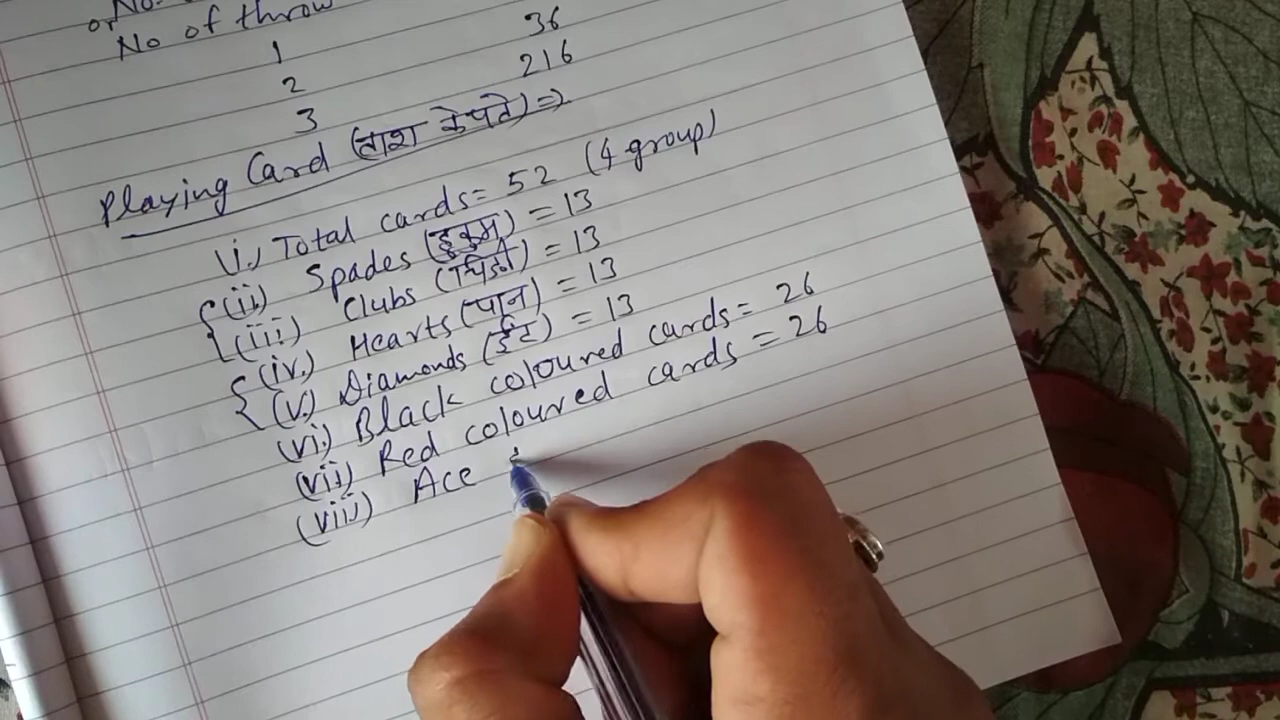 or No.
No of throw
1 36
2 216
3
Playing Card (ताश के पत्ते) =>
(i.) Total cards = 52 (4 group)
(ii) Spades (हुकुम) = 13
(iii) Clubs (चिड़ी) = 13
(iv.) Hearts (पान) = 13
(v.) Diamonds (ईंट) = 13
(vi.) Black coloured cards = 26
(vii) Red coloured cards = 26
(viii) Ace